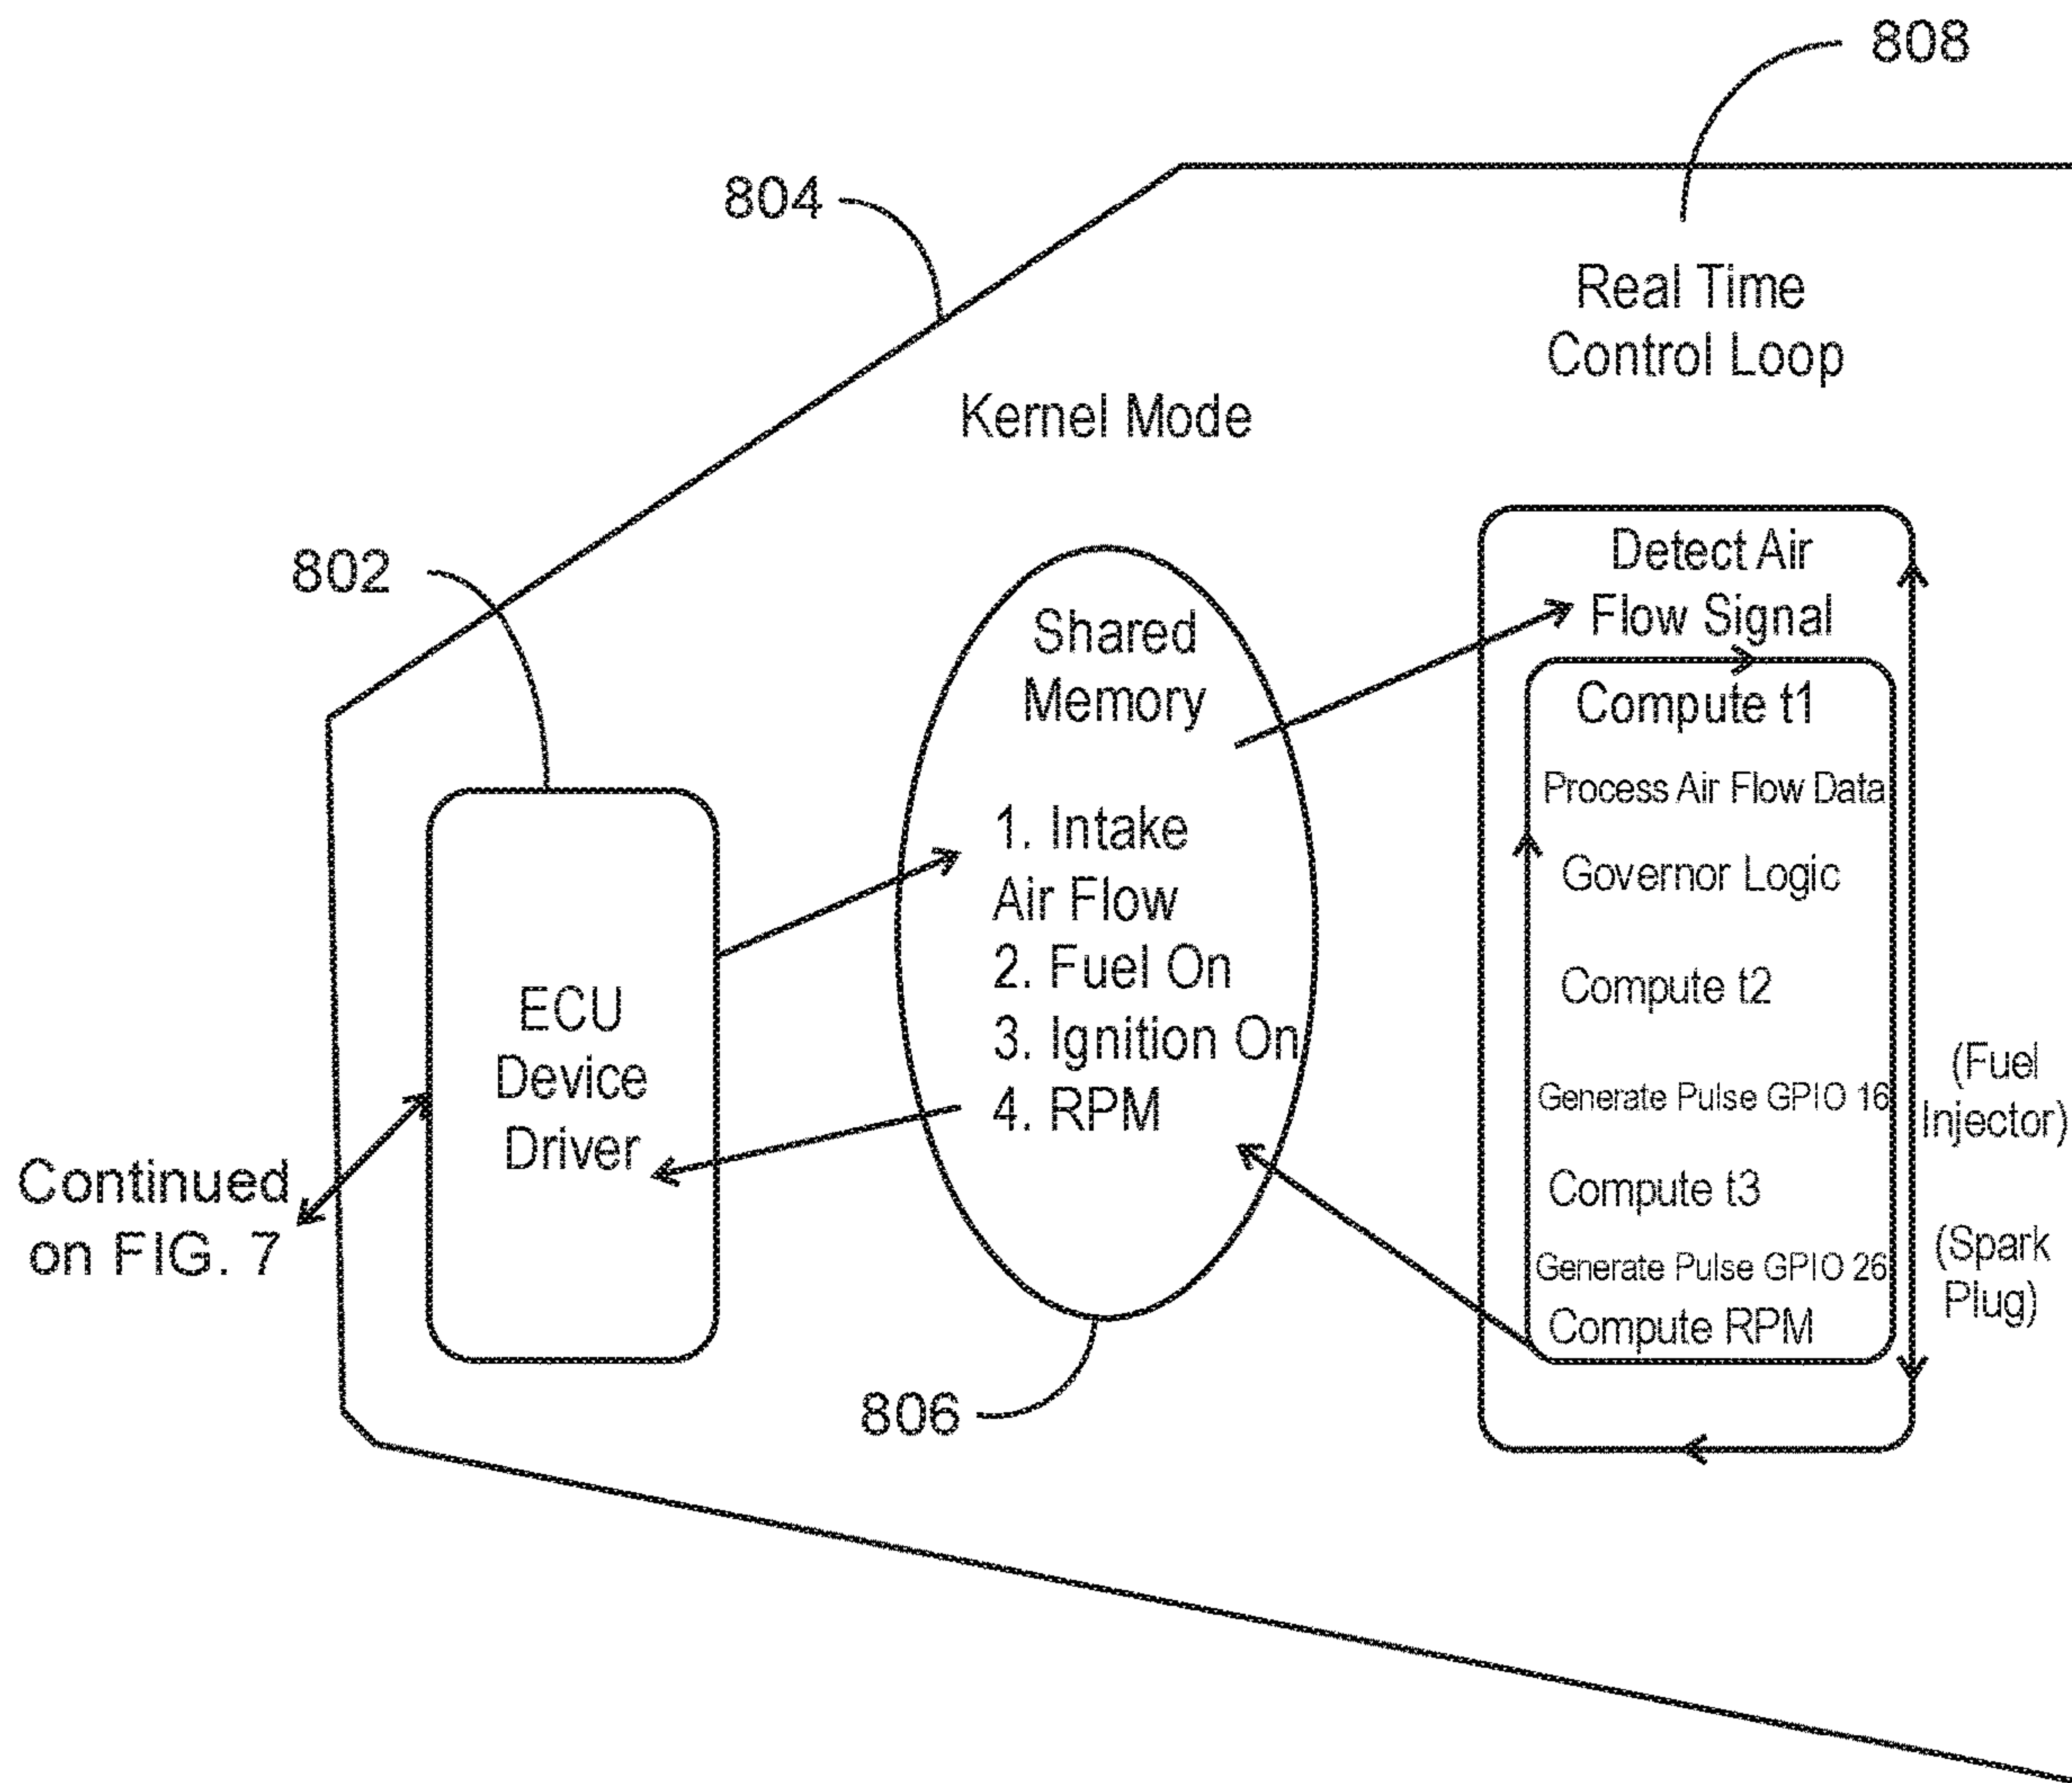 808
804
Real Time
Control Loop
Kernel Mode
802
Shared
Memory
1. Intake
Air Flow
2. Fuel On
3. Ignition On
4. RPM
ECU
Device
Driver
Continued
on FIG. 7
806
Detect Air
Flow Signal
Compute t1
Process Air Flow Data
Governor Logic
Compute t2
Generate Pulse GPIO 16
Compute t3
Generate Pulse GPIO 26
Compute RPM
(Fuel
Injector)
(Spark
Plug)